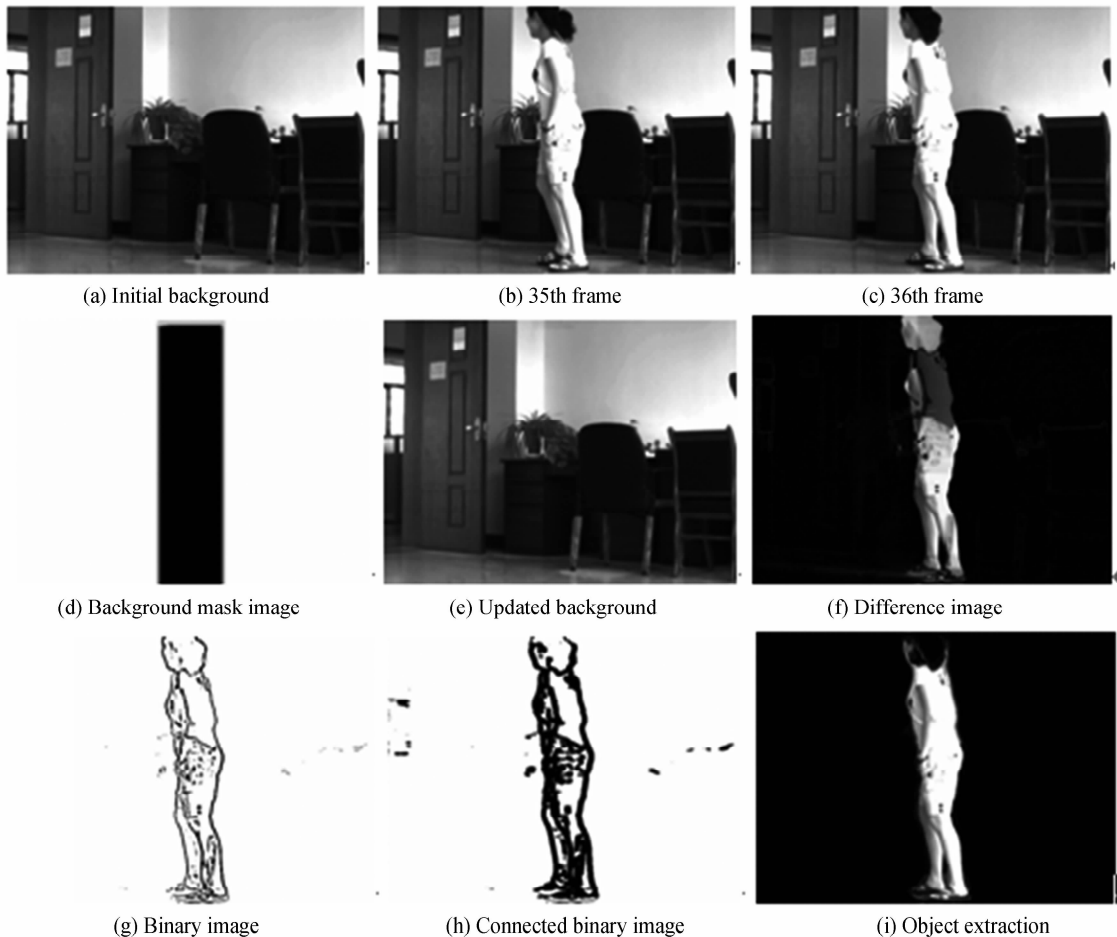 (a) Initial background
(b) 35th frame
(c) 36th frame
(d) Background mask image
(e) Updated background
(f) Difference image
(g) Binary image
(h) Connected binary image
(i) Object extraction